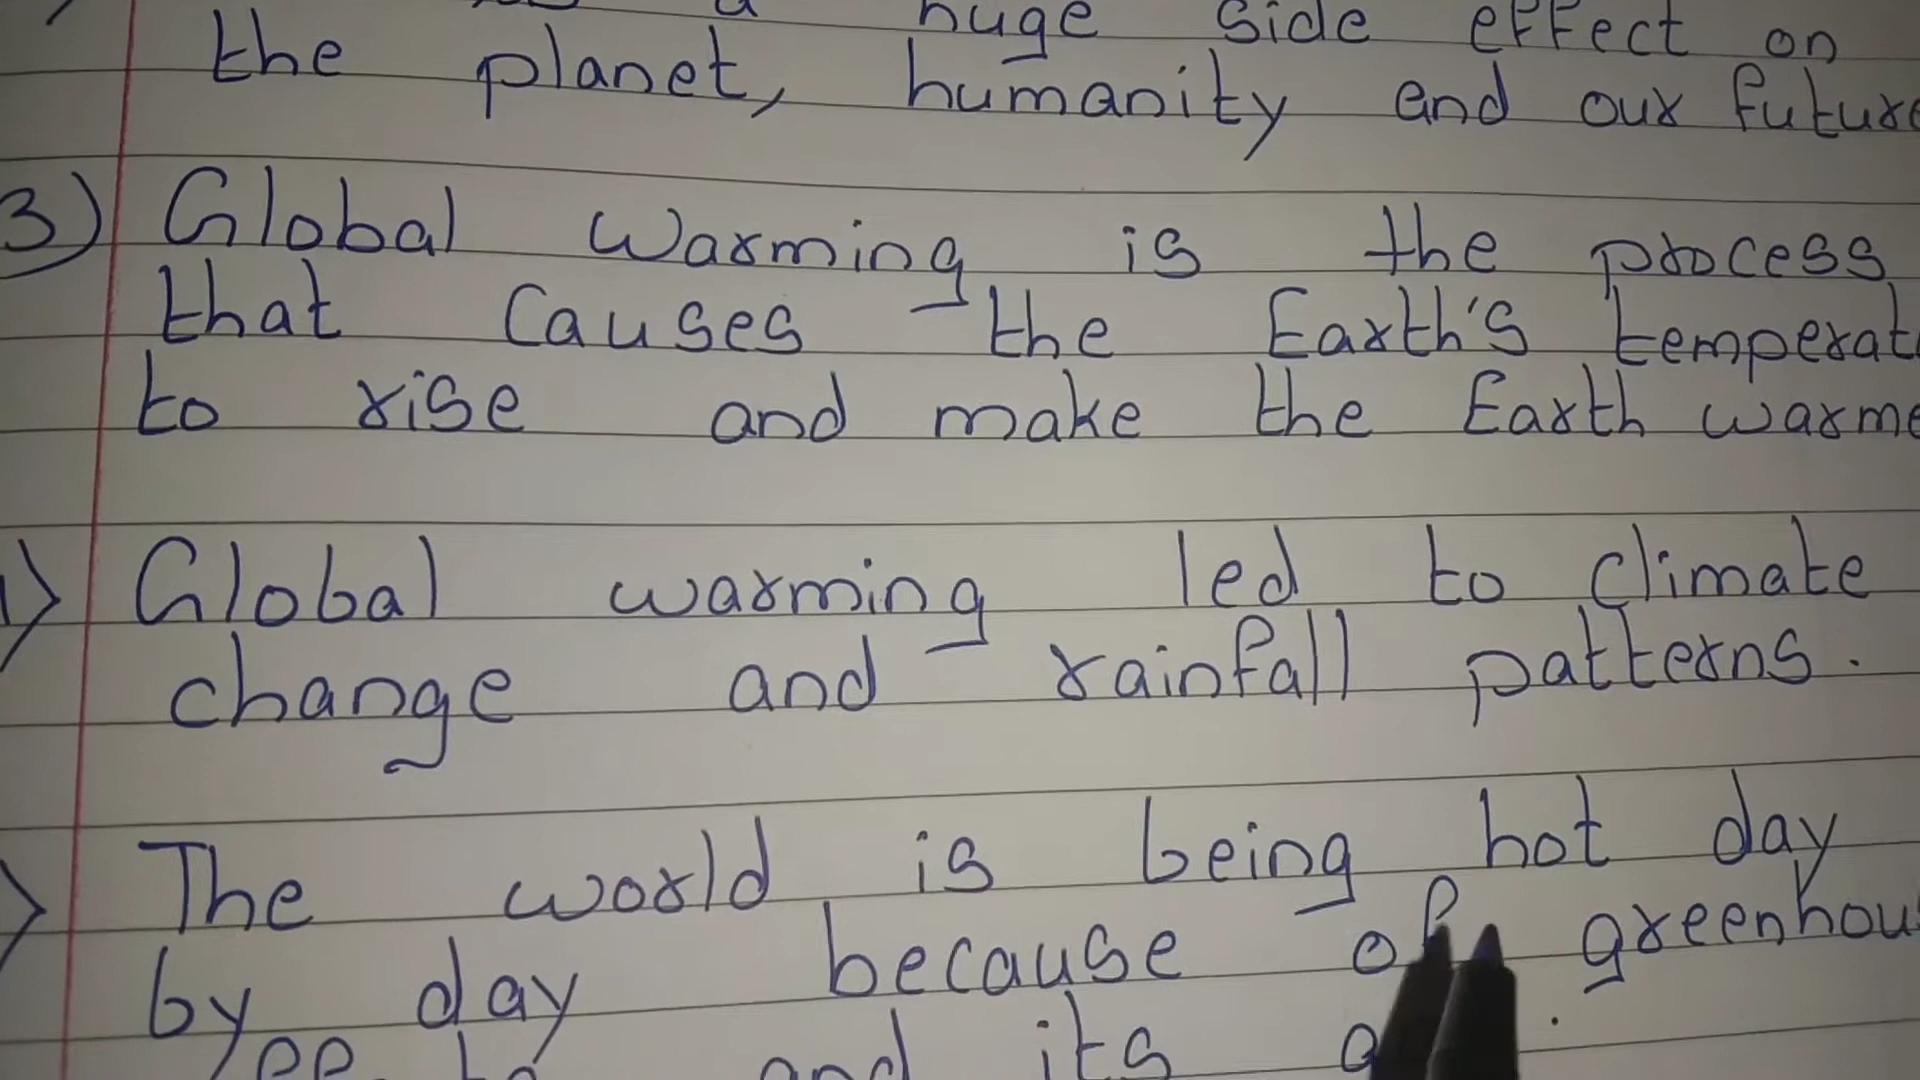 a huge side effect on
the planet, humanity and our future
3) Global warming is the process
that causes the Earth's temperat
to rise and make the Earth warme
) Global warming led to climate
change and rainfall patterns.
> The world is being hot day
by day because of greenhou
and its